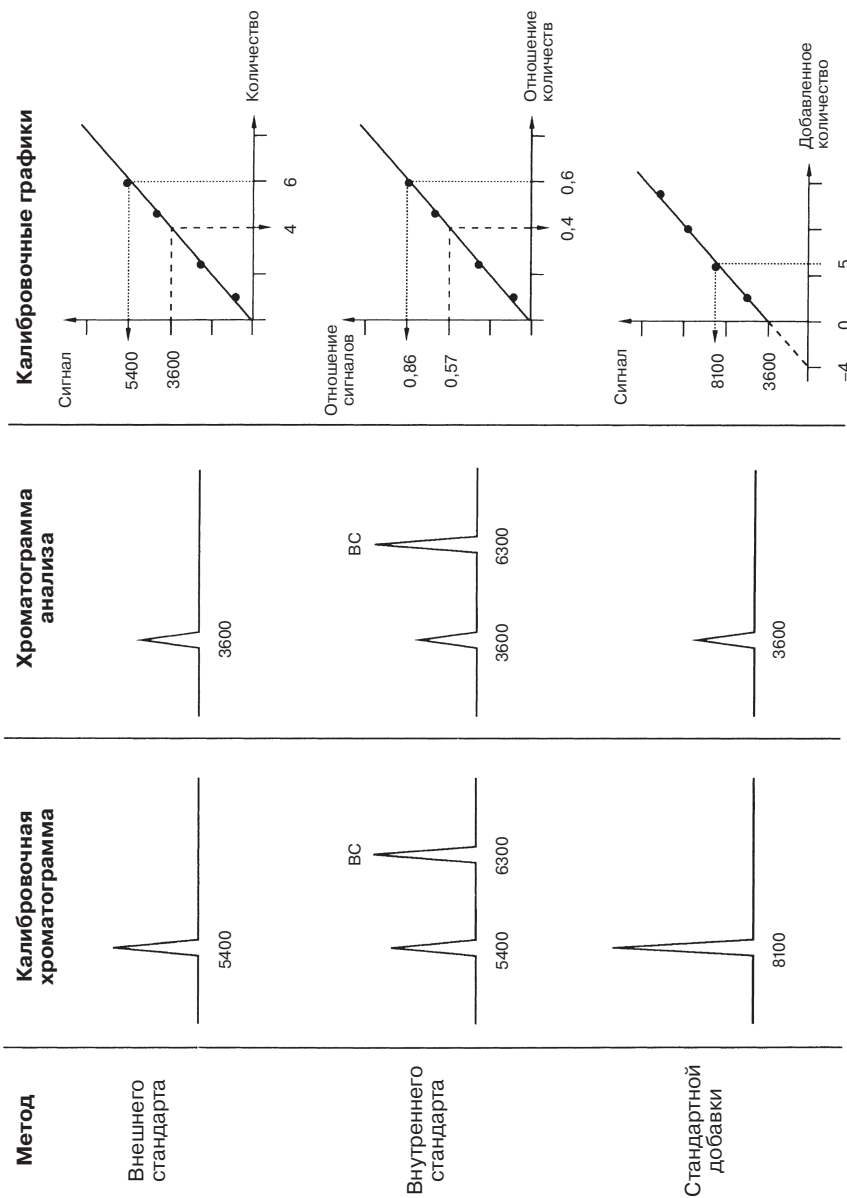 Метод
Калибровочная
хроматограмма
Хроматограмма
анализа
Калибровочные графики
Внешнего
стандарта
5400
3600
Сигнал
5400
3600
4
6
Количество
Внутреннего
стандарта
5400
ВС
6300
3600
ВС
6300
Отношение
сигналов
0,86
0,57
0,4
0,6
Отношение
количеств
Стандартной
добавки
8100
3600
Сигнал
8100
3600
–4
0
5
Добавленное
количество